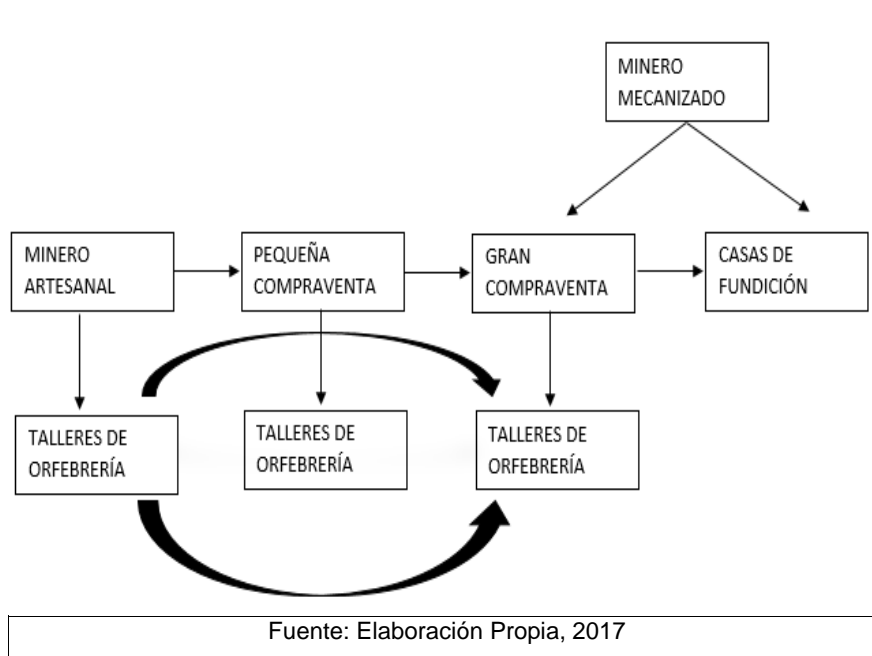 MINERO
MECANIZADO
MINERO
ARTESANAL
PEQUEÑA
COMPRAVENTA
GRAN
COMPRAVENTA
CASAS DE
FUNDICIÓN
TALLERES DE
ORFEBRERÍA
TALLERES DE
ORFEBRERÍA
TALLERES DE
ORFEBRERÍA
Fuente: Elaboración Propia, 2017